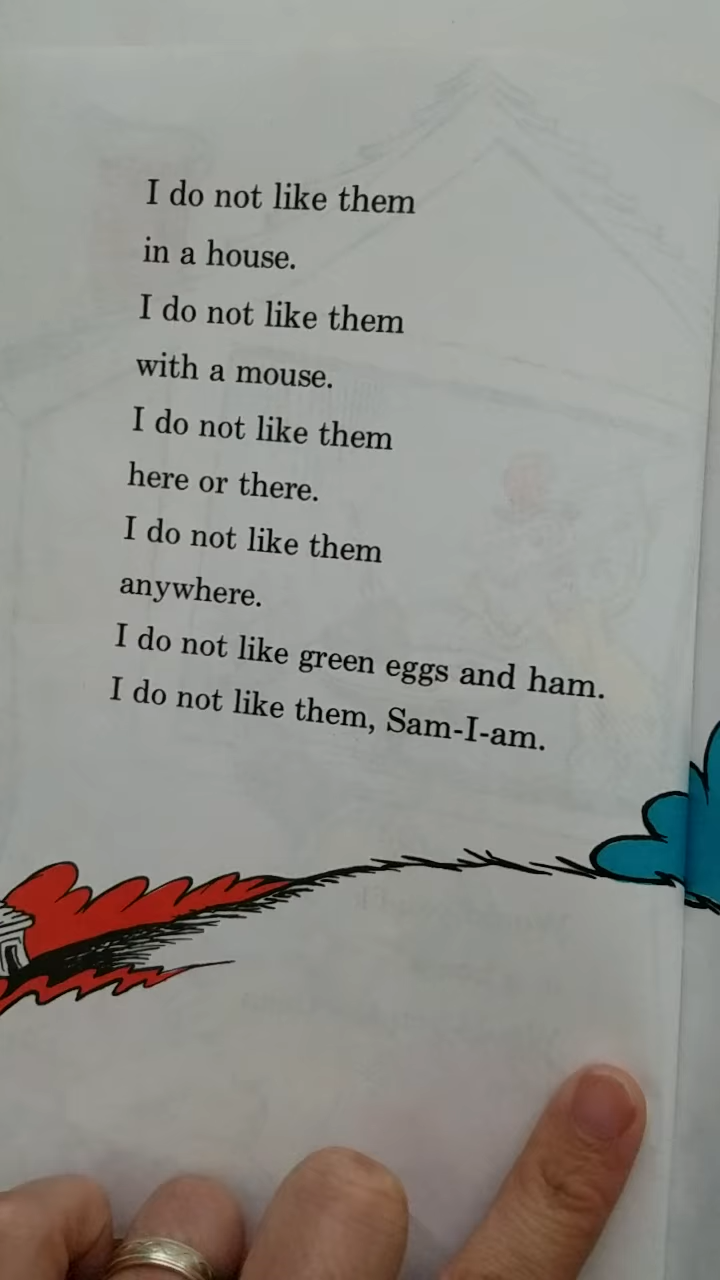 I do not like them
in a house.
I do not like them
with a mouse.
I do not like them
here or there.
I do not like them
anywhere.
I do not like green eggs and ham.
I do not like them, Sam-I-am.